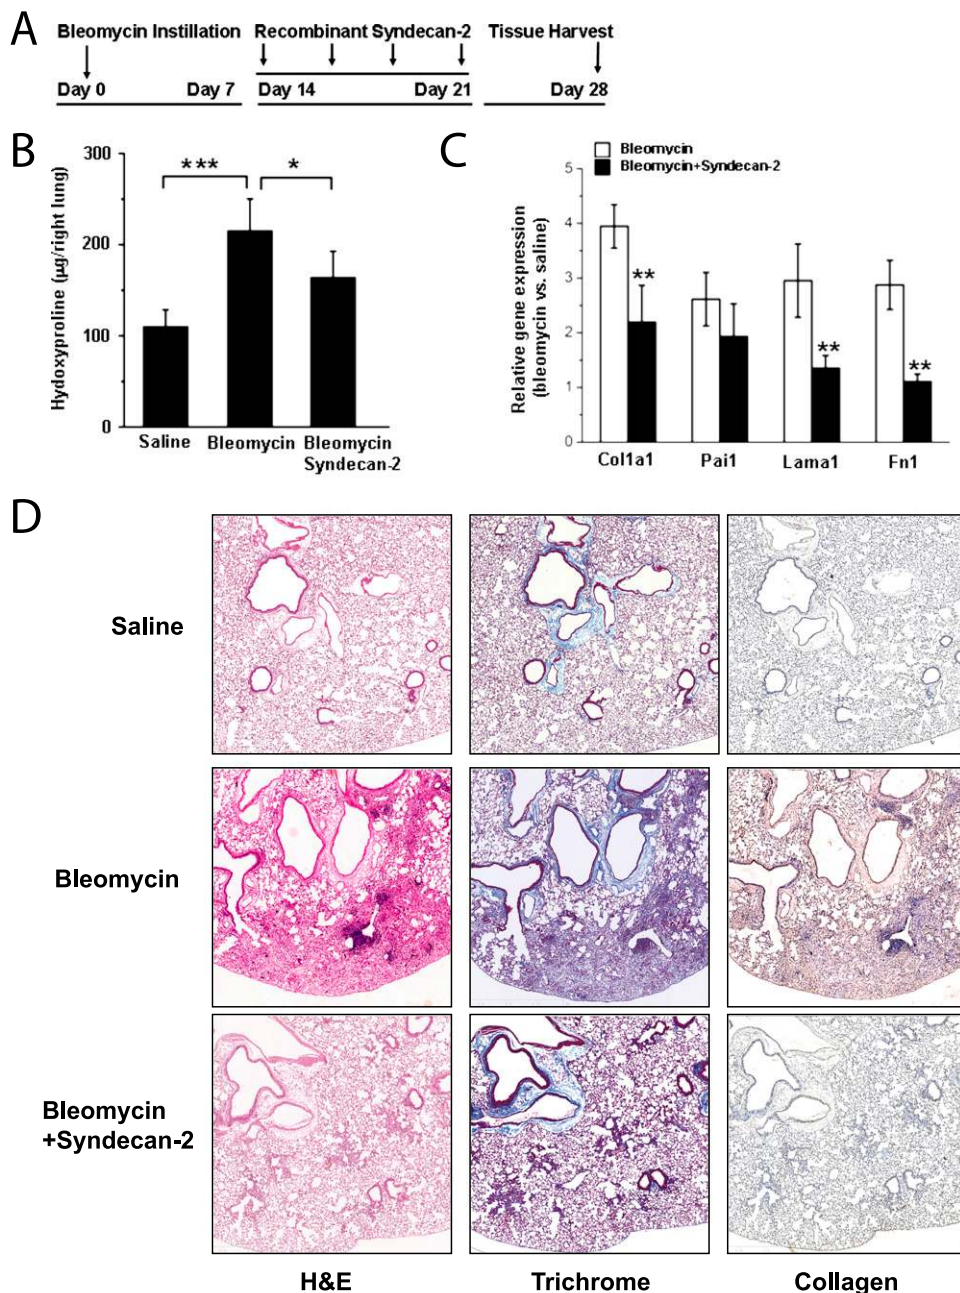 A
Bleomycin Instillation Recombinant Syndecan-2 Tissue Harvest
Day 0 Day 7 Day 14 Day 21 Day 28
B
Hydoxyproline (µg/right lung)
300
200
100
0
***
*
Saline
Bleomycin
Bleomycin
Syndecan-2
C
Bleomycin
Bleomycin+Syndecan-2
Relative gene expression
(bleomycin vs. saline)
5
4
3
2
1
0
**
**
**
Col1a1
Pai1
Lama1
Fn1
D
Saline
Bleomycin
Bleomycin
+Syndecan-2
H&E
Trichrome
Collagen